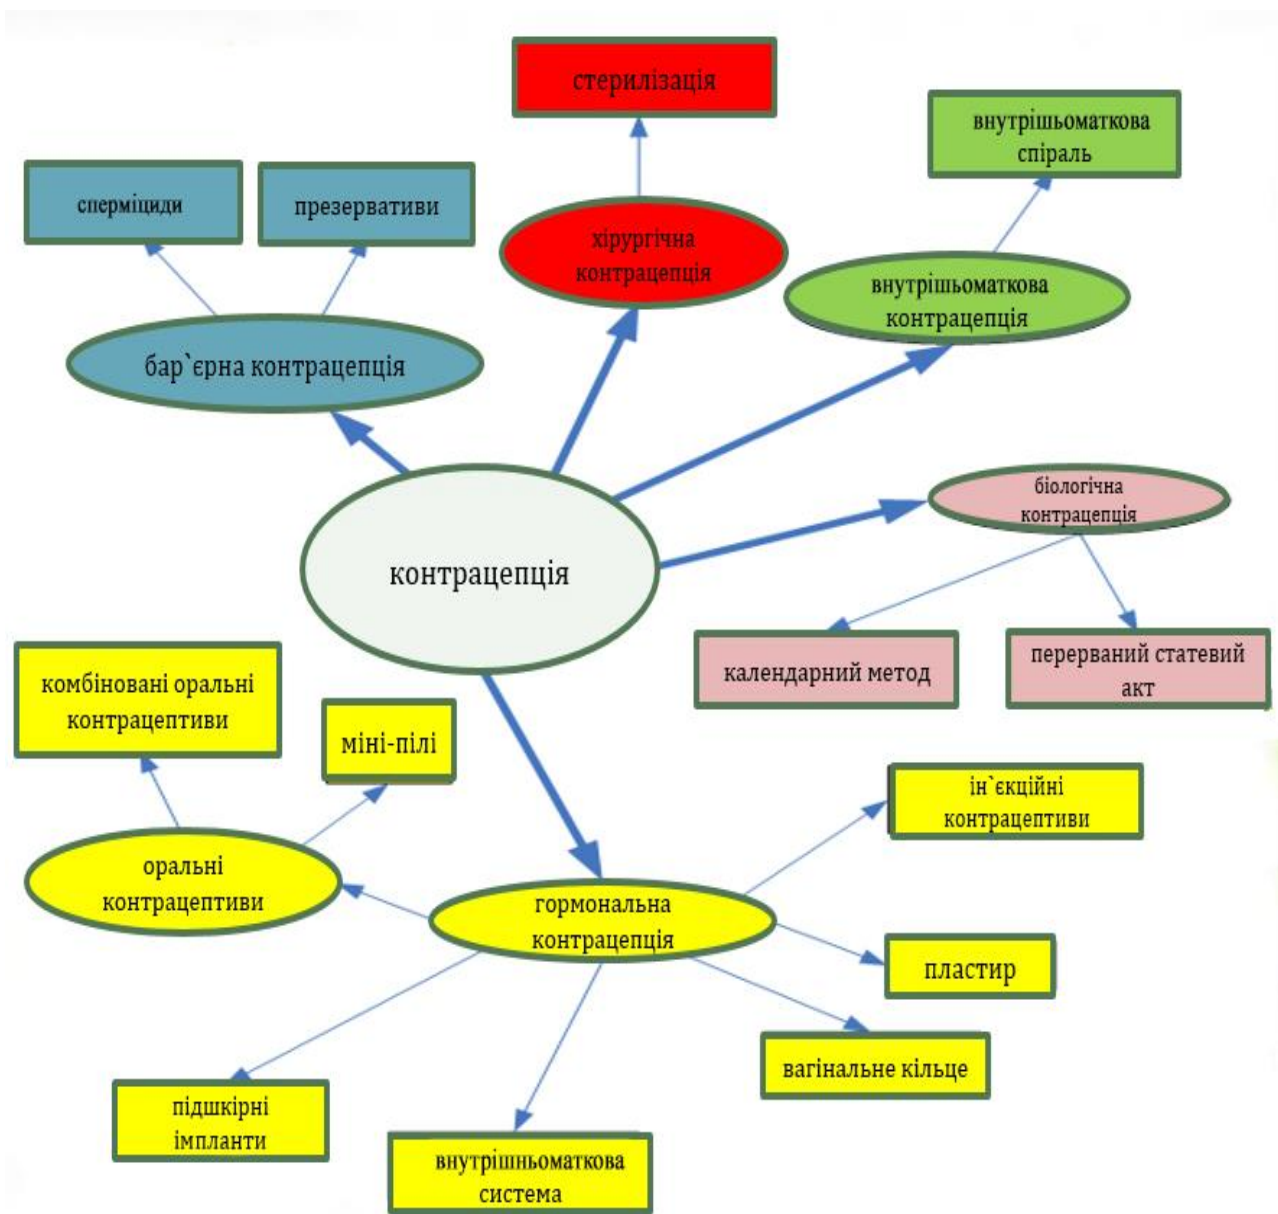 стерилізація
внутрішьоматкова
спіраль
сперміциди
презервативи
хірургічна
контрацепція
внутрішьоматкова
контрацепція
бар`єрна контрацепція
біологічна
контрацепція
контрацепція
календарний метод
перерваний статевий
акт
комбіновані оральні
контрацептиви
міні-пілі
ін`єкційні
контрацептиви
оральні
контрацептиви
гормональна
контрацепція
пластир
вагінальне кільце
підшкірні
імпланти
внутрішньоматкова
система